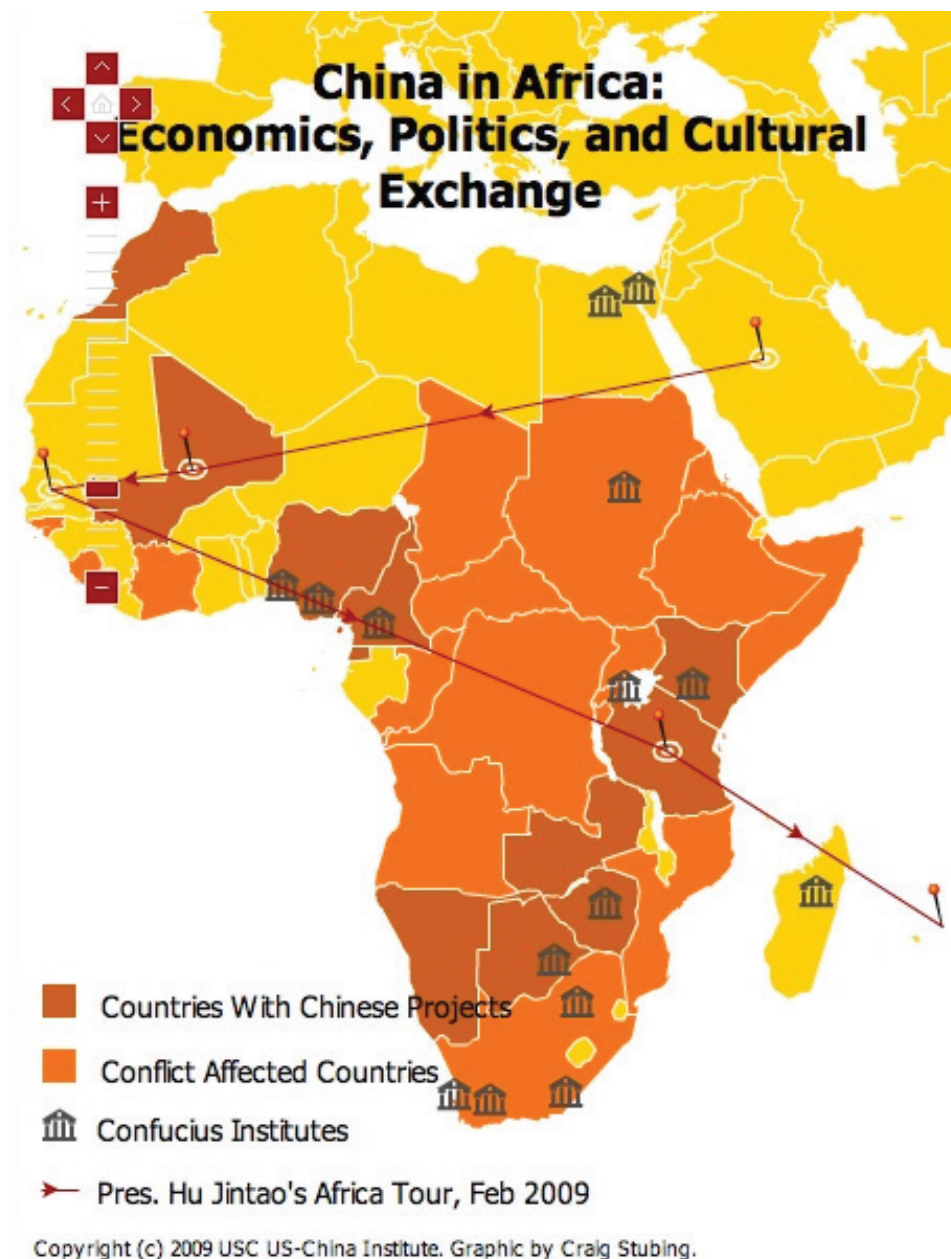 China in Africa:
Economics, Politics, and Cultural
Exchange
Countries With Chinese Projects
Conflict Affected Countries
Confucius Institutes
Pres. Hu Jintao's Africa Tour, Feb 2009
Copyright (c) 2009 USC US-China Institute. Graphic by Craig Stubing.